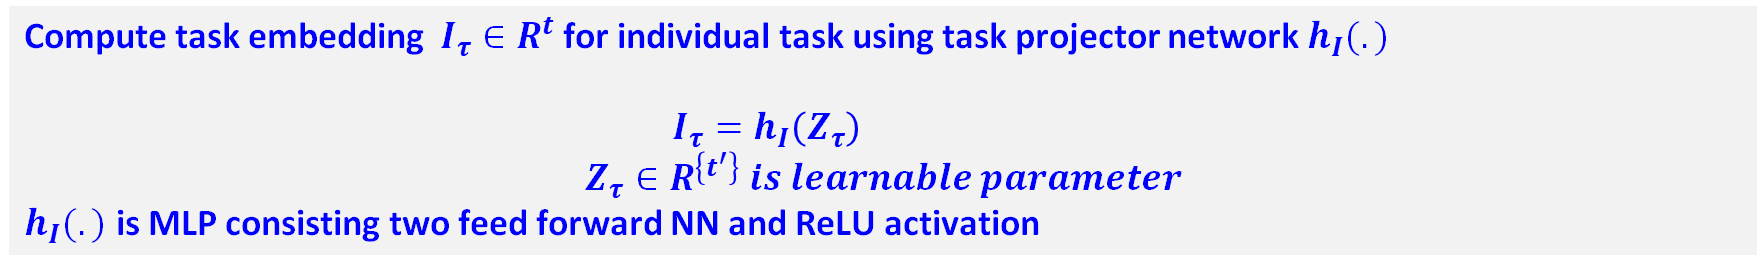 Compute task embedding I_τ ∈ R^t for individual task using task projector network h_I(.)
I_τ = h_I(Z_τ)
Z_τ ∈ R^{t′} is learnable parameter
h_I(.) is MLP consisting two feed forward NN and ReLU activation